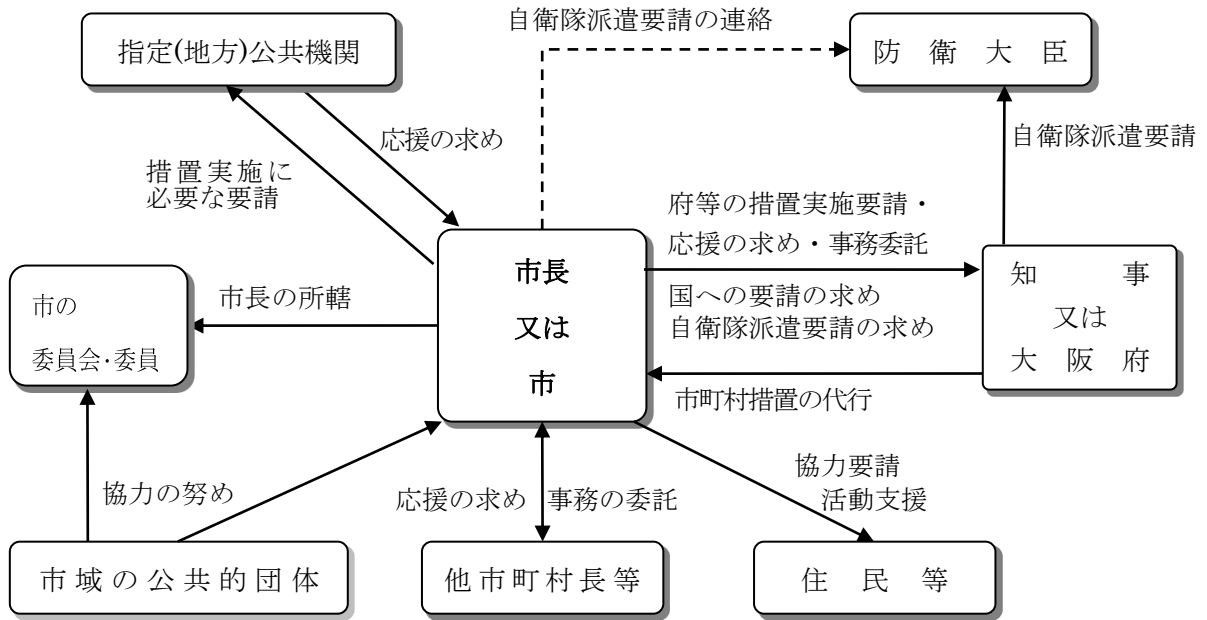 自衛隊派遣要請の連絡
指定(地方)公共機関
防衛大臣
応援の求め
自衛隊派遣要請
措置実施に
必要な要請
府等の措置実施要請・
応援の求め・事務委託
市長
又は
市
知事
又は
大阪府
市の
委員会・委員
市長の所轄
国への要請の求め
自衛隊派遣要請の求め
市町村措置の代行
協力の努め
応援の求め
事務の委託
協力要請
活動支援
市域の公共的団体
他市町村長等
住民等